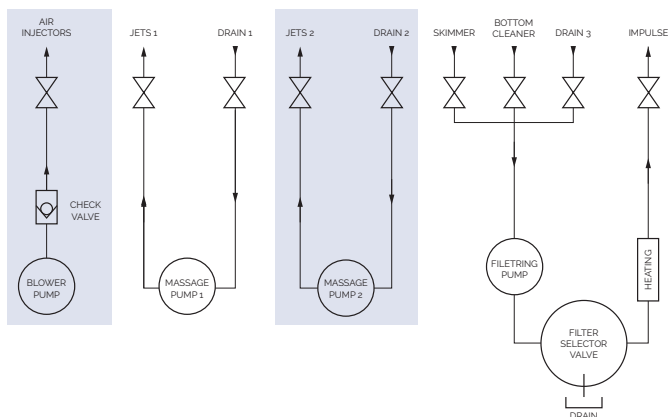 AIR
INJECTORS
JETS 1
DRAIN 1
JETS 2
DRAIN 2
SKIMMER
BOTTOM
CLEANER
DRAIN 3
IMPULSE
CHECK
VALVE
BLOWER
PUMP
MASSAGE
PUMP 1
MASSAGE
PUMP 2
FILETRING
PUMP
HEATING
FILTER
SELECTOR
VALVE
DRAIN